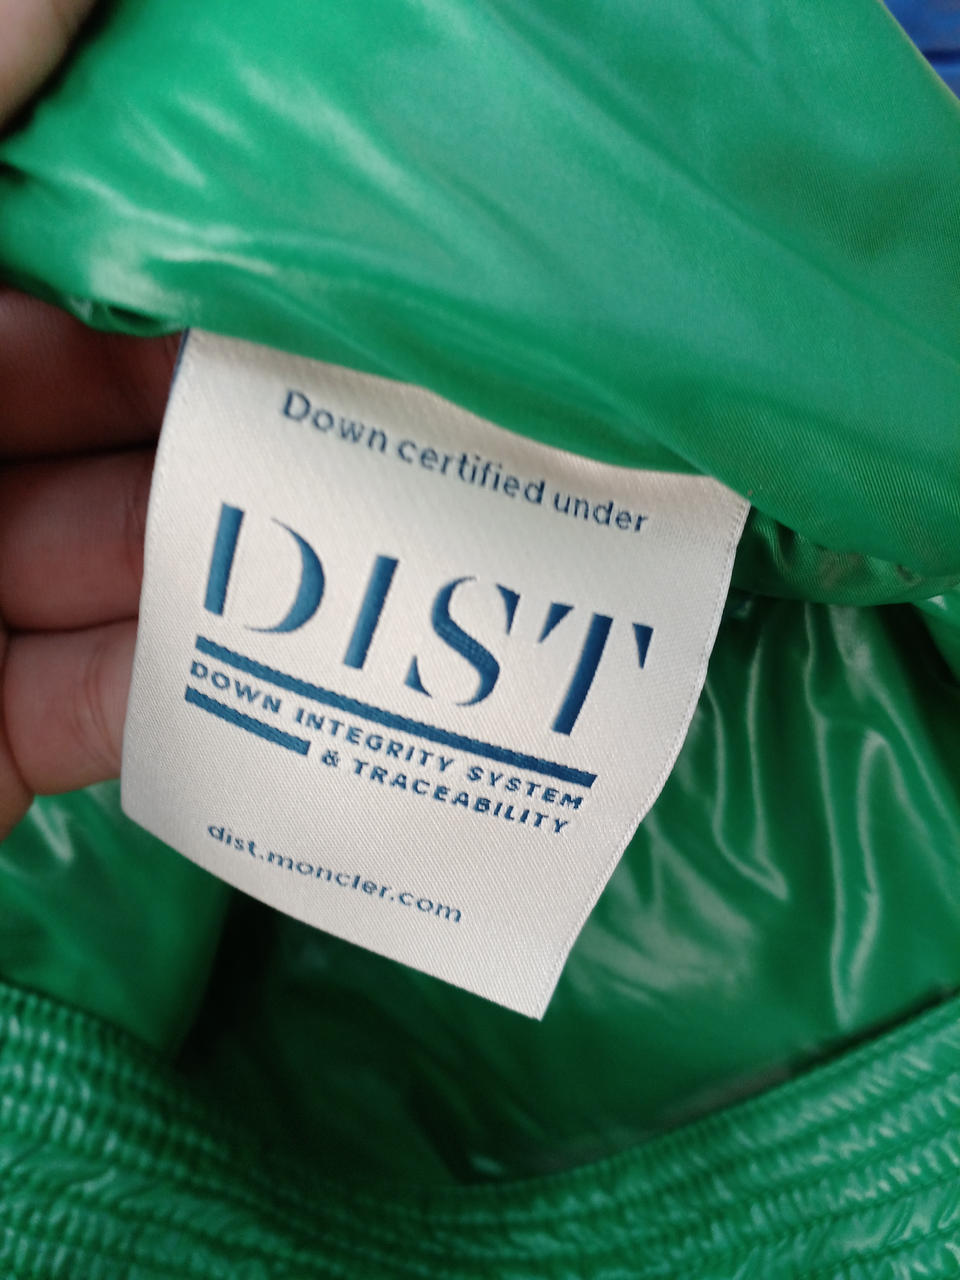 Down certified under
DIST
DOWN INTEGRITY SYSTEM
& TRACEABILITY
dist.moncler.com